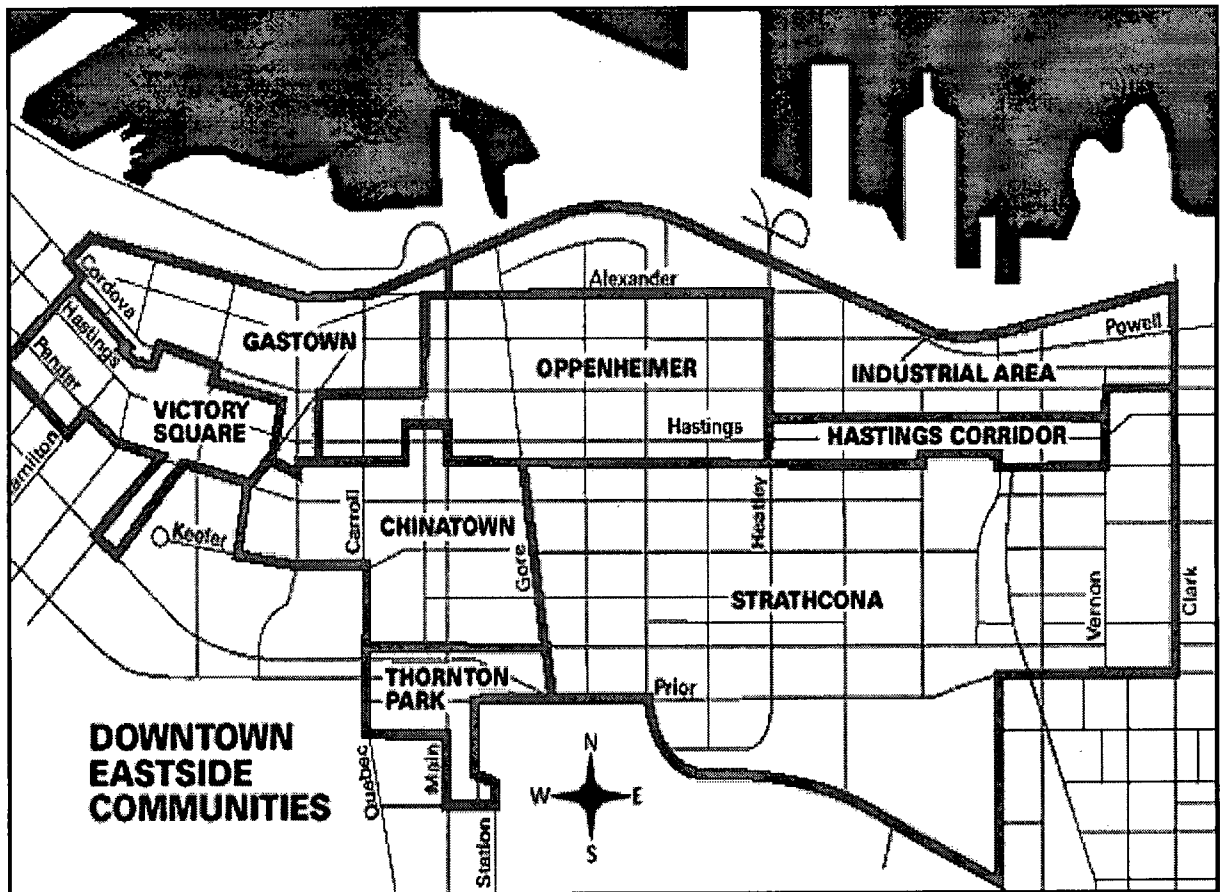 Cordova
Hastings
Pender
GASTOWN
VICTORY
SQUARE
Alexander
OPPENHEIMER
Powell
INDUSTRIAL AREA
Hastings
HASTINGS CORRIDOR
Keefer
Carroll
CHINATOWN
Gore
Heatley
STRATHCONA
Vernon
Clark
THORNTON
PARK
Prior
DOWNTOWN
EASTSIDE
COMMUNITIES
Quebec
Main
Station
N
W
E
S